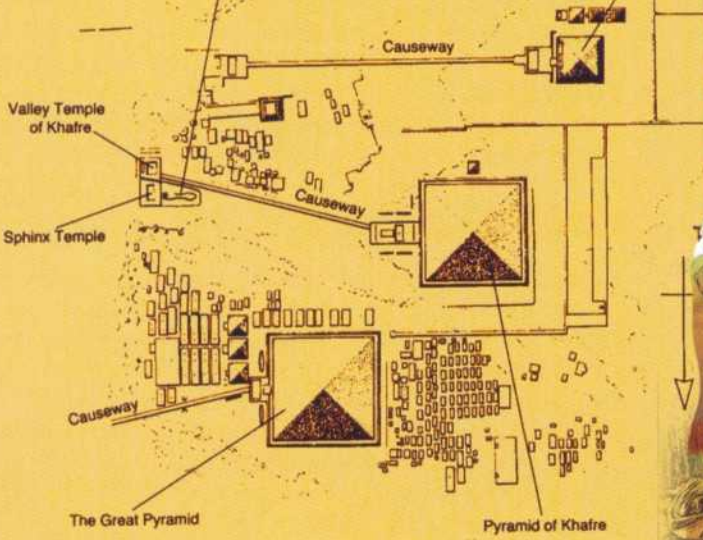 Causeway
Valley Temple
of Khafre
Causeway
Sphinx Temple
Causeway
The Great Pyramid
Pyramid of Khafre